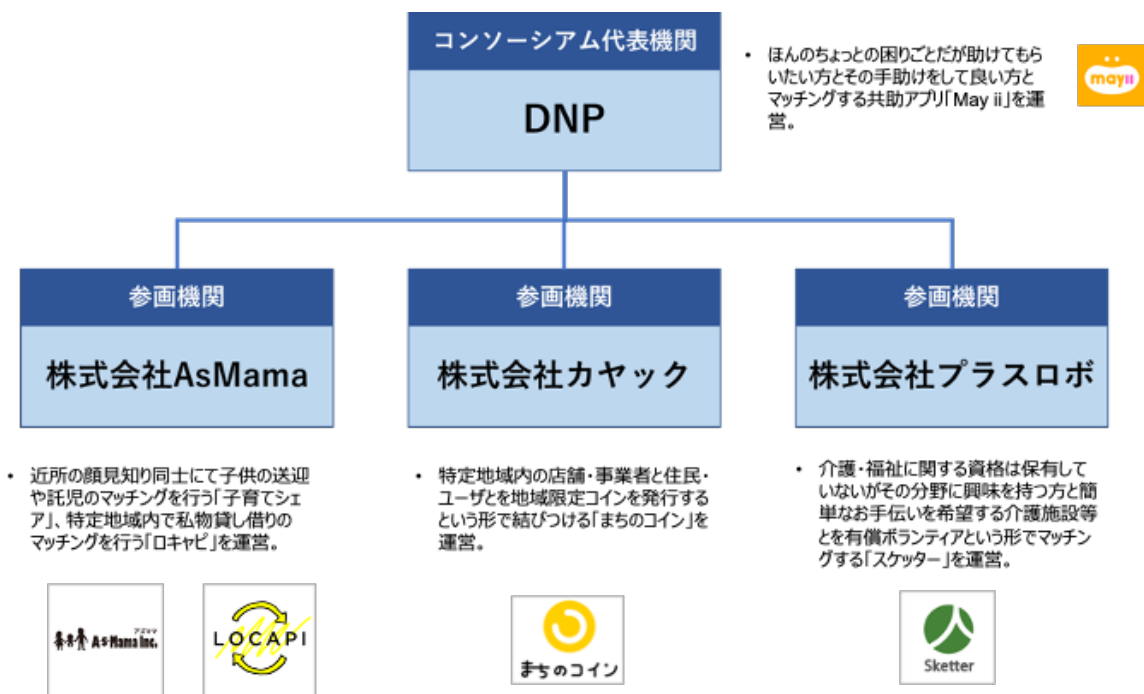 コンソーシアム代表機関
DNP
・ ほんのちょっとの困りごとだが助けてもら
いたい方とその手助けをして良い方と
マッチングする共助アプリ「May ii」を運
営。
mayii
参画機関
株式会社AsMama
・ 近所の顔見知り同士にて子供の送迎
や託児のマッチングを行う「子育てシェ
ア」、特定地域内で私物貸し借りの
マッチングを行う「ロキャピ」を運営。
アズママ
AsMama Inc.
LOCAPI
参画機関
株式会社カヤック
・ 特定地域内の店舗・事業者と住民・
ユーザとを地域限定コインを発行する
という形で結びつける「まちのコイン」を
運営。
まちのコイン
参画機関
株式会社プラスロボ
・ 介護・福祉に関する資格は保有して
いないがその分野に興味を持つ方と簡
単なお手伝いを希望する介護施設等
とを有償ボランティアという形でマッチン
グする「スケッター」を運営。
Sketter